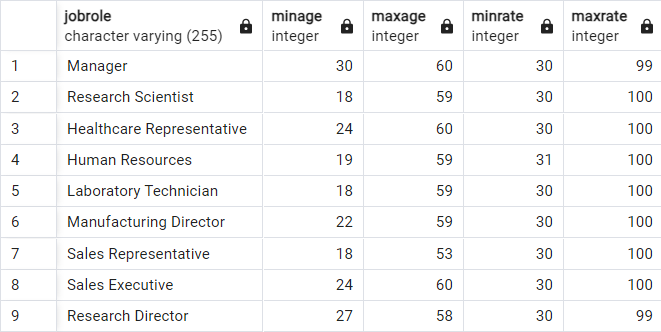 jobrole minage maxage minrate maxrate
character varying (255) integer integer integer integer
1 Manager 30 60 30 99
2 Research Scientist 18 59 30 100
3 Healthcare Representative 24 60 30 100
4 Human Resources 19 59 31 100
5 Laboratory Technician 18 59 30 100
6 Manufacturing Director 22 59 30 100
7 Sales Representative 18 53 30 100
8 Sales Executive 24 60 30 100
9 Research Director 27 58 30 99